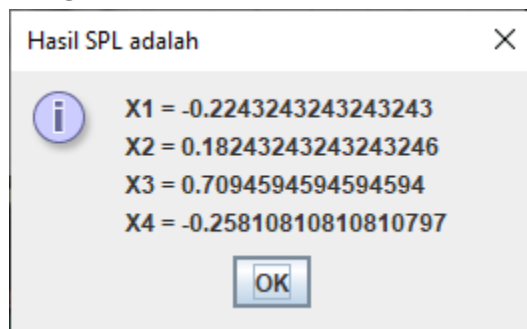 Hasil SPL adalah
X1 = -0.2243243243243243
X2 = 0.18243243243243246
X3 = 0.7094594594594594
X4 = -0.25810810810810797
OK